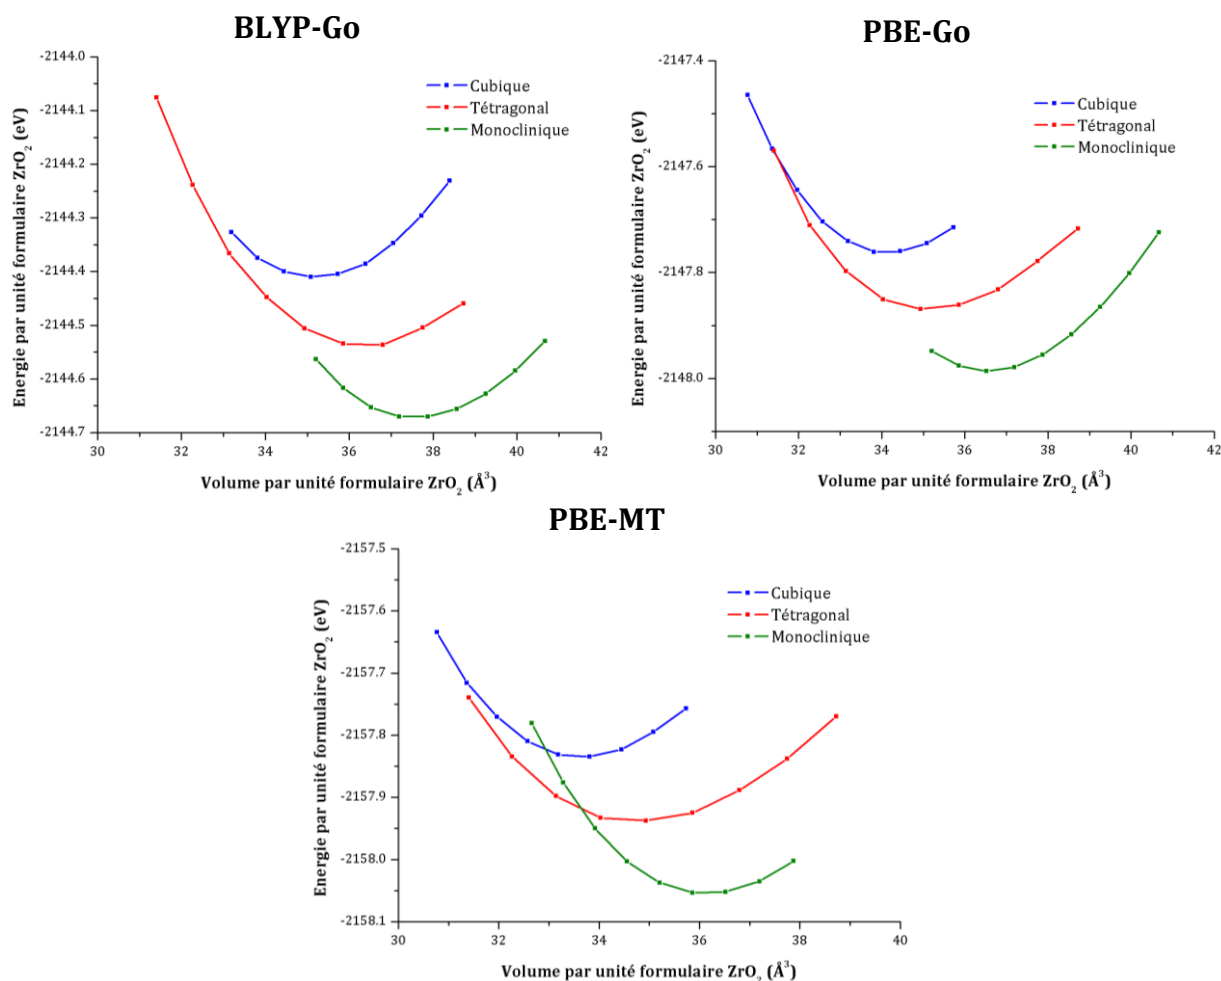 BLYP-Go
-2144.0
-2144.1
-2144.2
-2144.3
-2144.4
-2144.5
-2144.6
-2144.7
30
32
34
36
38
40
42
Energie par unité formulaire ZrO₂ (eV)
Volume par unité formulaire ZrO₂ (Å³)
Cubique
Tétragonal
Monoclinique
PBE-Go
-2147.4
-2147.6
-2147.8
-2148.0
30
32
34
36
38
40
42
Energie par unité formulaire ZrO₂ (eV)
Volume par unité formulaire ZrO₂ (Å³)
Cubique
Tétragonal
Monoclinique
PBE-MT
-2157.5
-2157.6
-2157.7
-2157.8
-2157.9
-2158.0
-2158.1
30
32
34
36
38
40
Energie par unité formulaire ZrO₂ (eV)
Volume par unité formulaire ZrO₂ (Å³)
Cubique
Tétragonal
Monoclinique